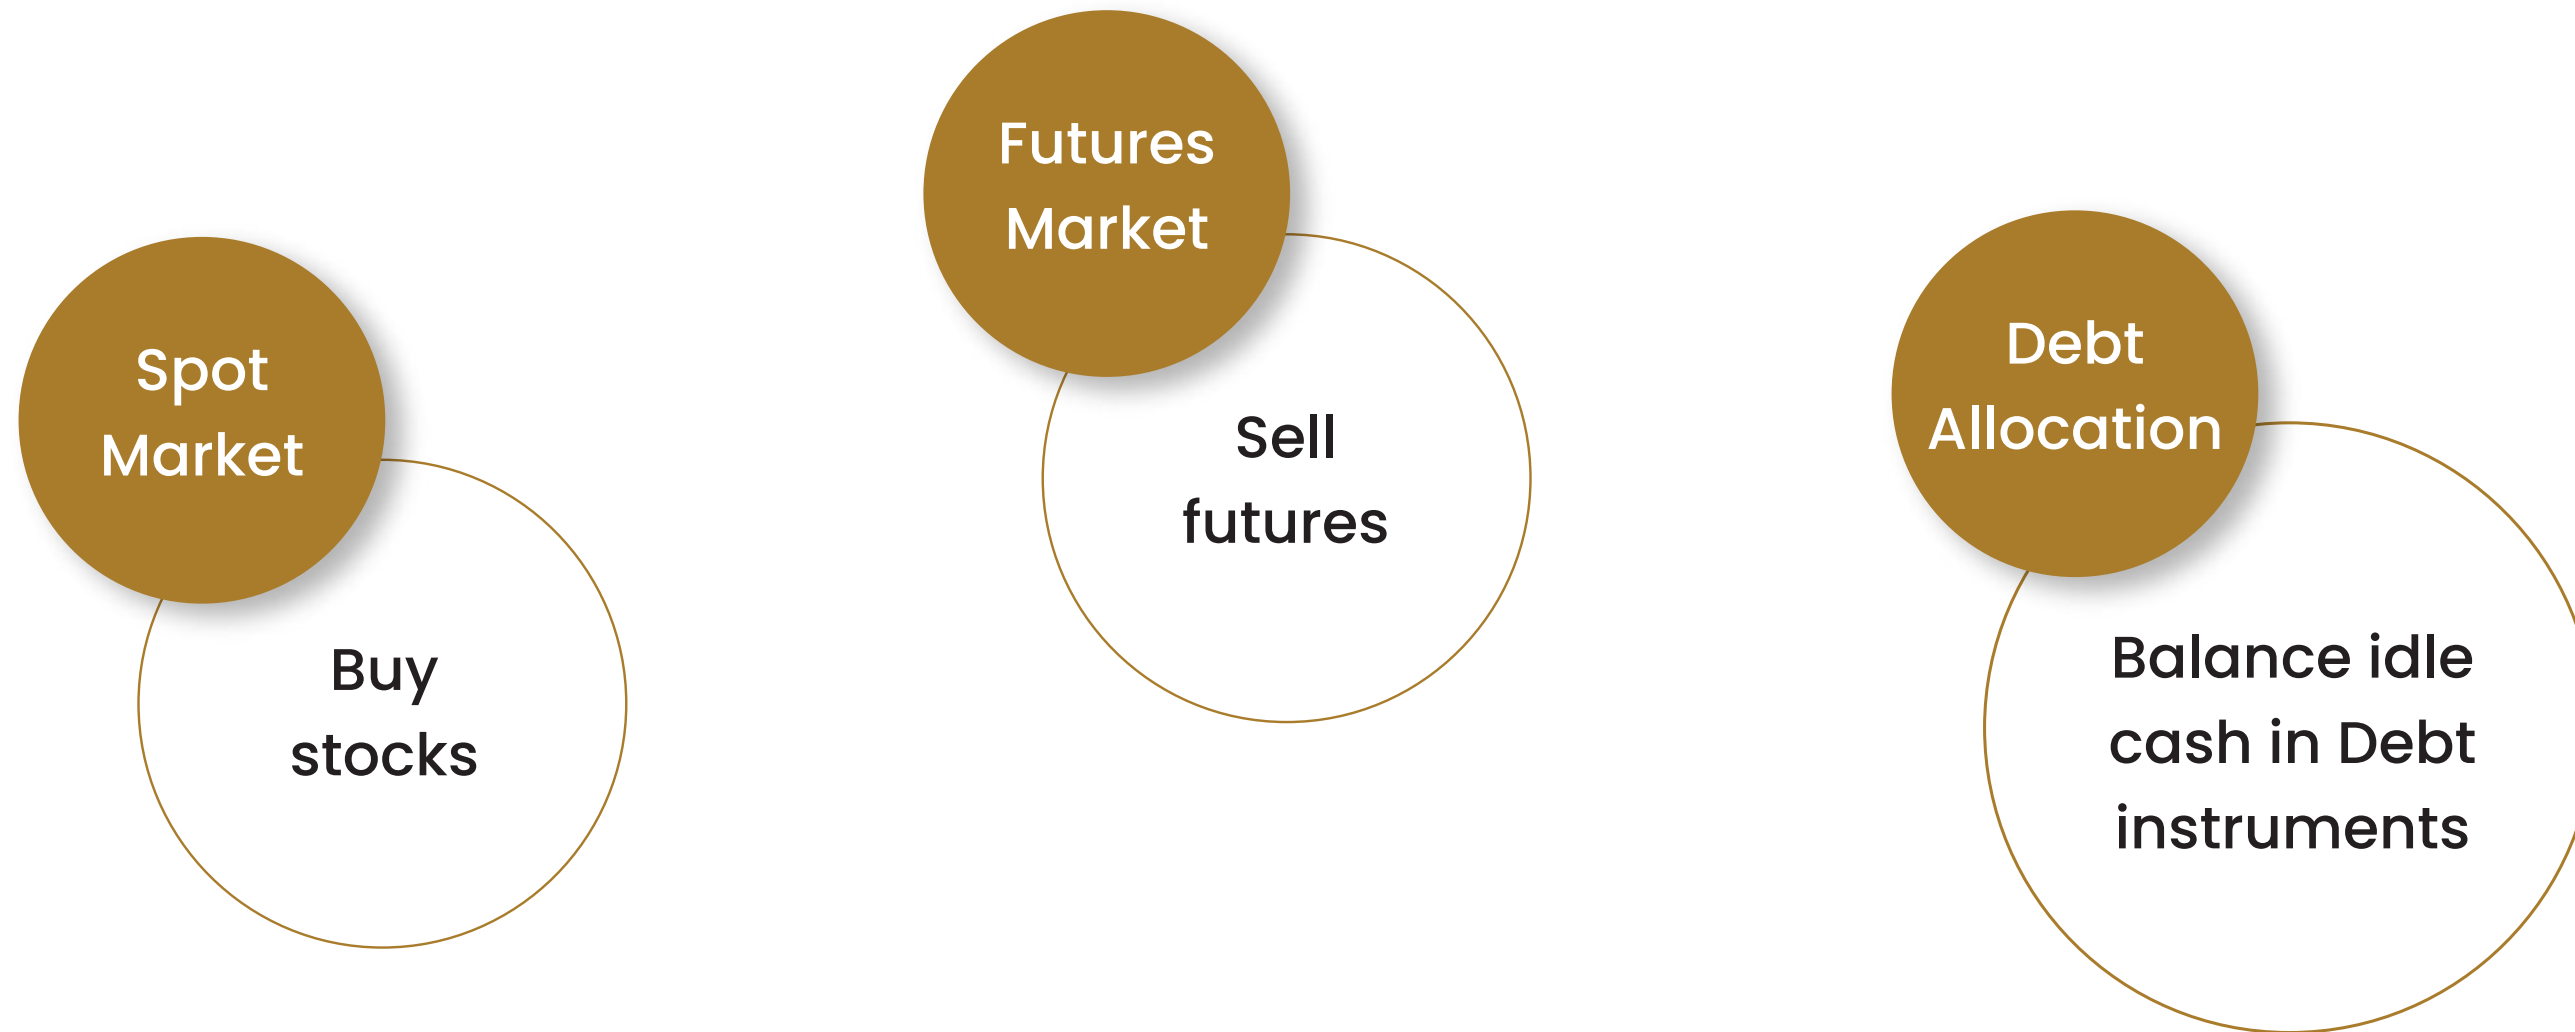 Spot
Market
Buy
stocks
Futures
Market
Sell
futures
Debt
Allocation
Balance idle
cash in Debt
instruments